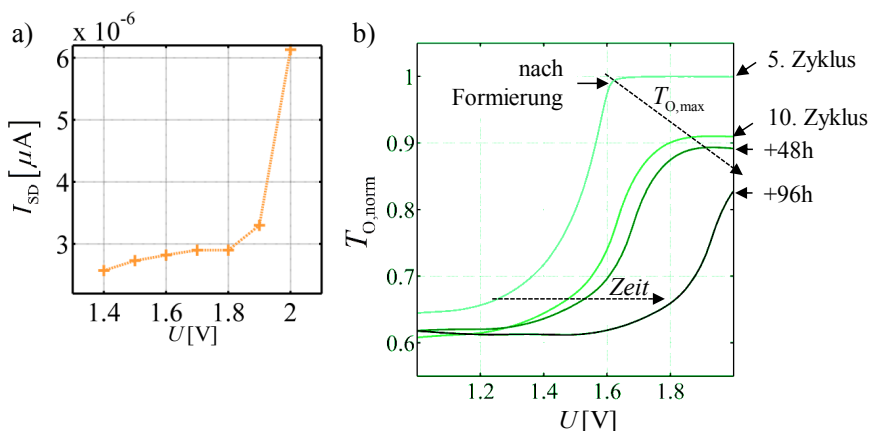 a)
x 10⁻⁶
6
5
4
3
I_SD [µA]
1.4
1.6
1.8
2
U[V]
b)
1
0.9
0.8
0.7
0.6
T_O,norm
1.2
1.4
1.6
1.8
U[V]
nach
Formierung
T_O,max
Zeit
5. Zyklus
10. Zyklus
+48h
+96h